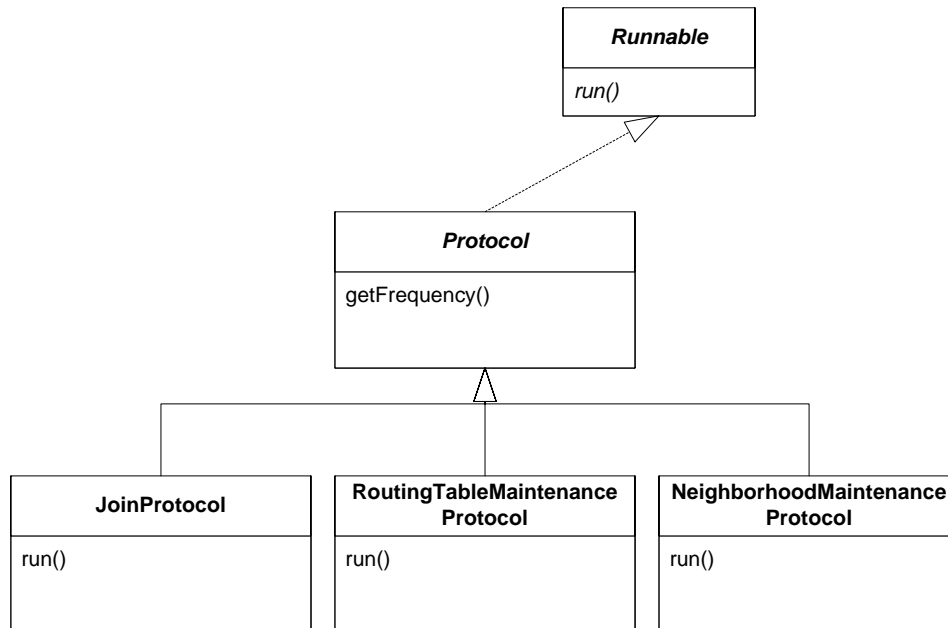 Runnable
run()
Protocol
getFrequency()
JoinProtocol
run()
RoutingTableMaintenance
Protocol
run()
NeighborhoodMaintenance
Protocol
run()